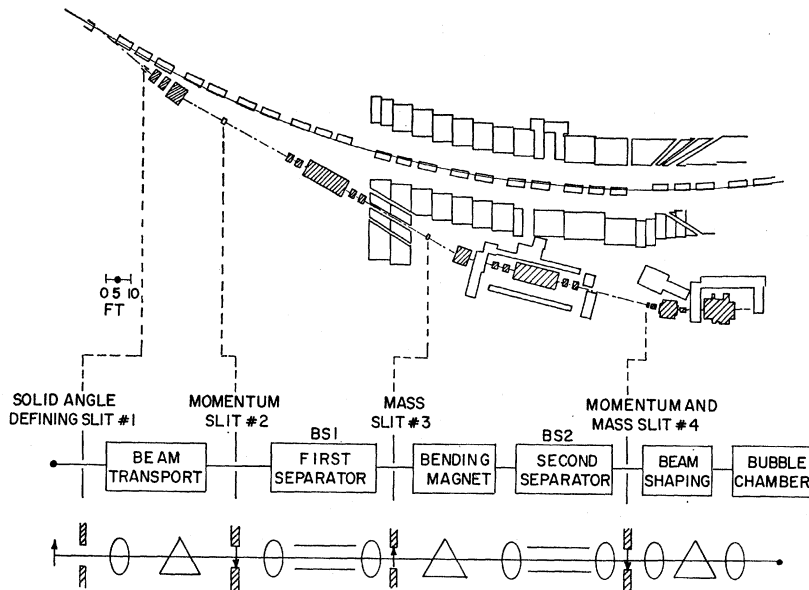 0 5 10
FT
SOLID ANGLE
DEFINING SLIT #1
MOMENTUM
SLIT #2
MASS
SLIT #3
MOMENTUM AND
MASS SLIT #4
BS1
BS2
BEAM
TRANSPORT
FIRST
SEPARATOR
BENDING
MAGNET
SECOND
SEPARATOR
BEAM
SHAPING
BUBBLE
CHAMBER